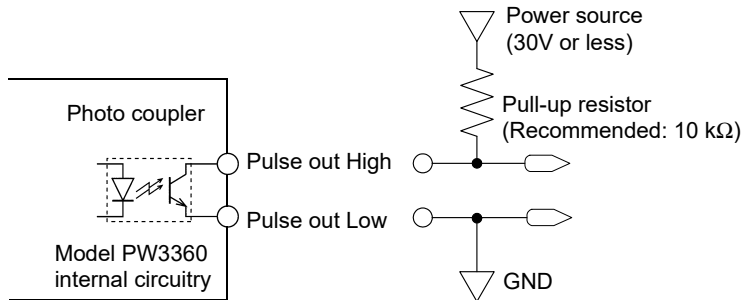 Power source
(30V or less)
Photo coupler
Pull-up resistor
(Recommended: 10 kΩ)
Pulse out High
Pulse out Low
Model PW3360
internal circuitry
GND